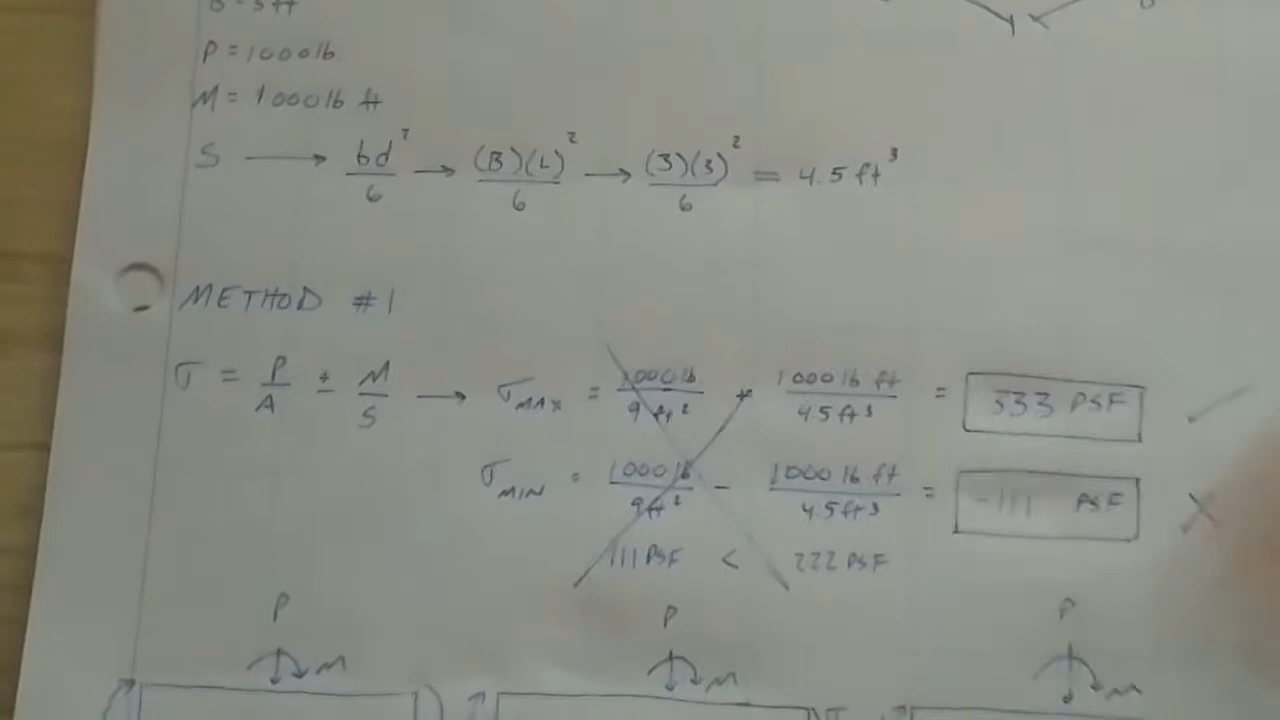 B = 3 ft
P = 1000 lb
M = 1000 lb ft
S → bd²/6 → (B)(L)²/6 → (3)(3)²/6 = 4.5 ft³
METHOD #1
σ = P/A ± M/S → σMAX = 1000 lb/9 ft² + 1000 lb ft/4.5 ft³ = 333 PSF ✓
σMIN = 1000 lb/9 ft² - 1000 lb ft/4.5 ft³ = -111 PSF X
111 PSF < 222 PSF
P P P
M M M